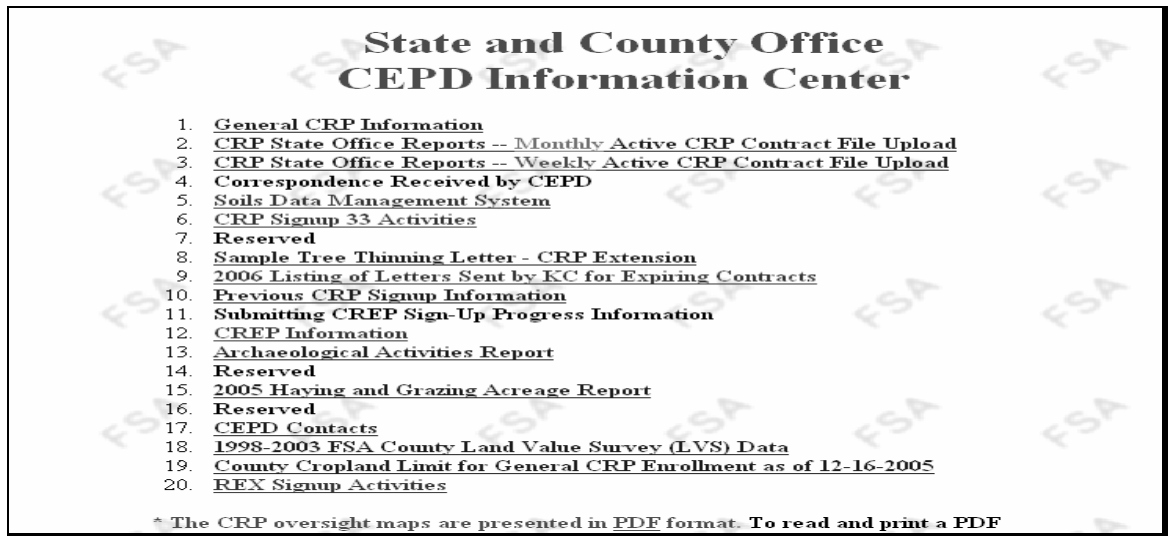 State and County Office
CEPD Information Center
1. General CRP Information
2. CRP State Office Reports -- Monthly Active CRP Contract File Upload
3. CRP State Office Reports -- Weekly Active CRP Contract File Upload
4. Correspondence Received by CEPD
5. Soils Data Management System
6. CRP Signup 33 Activities
7. Reserved
8. Sample Tree Thinning Letter - CRP Extension
9. 2006 Listing of Letters Sent by KC for Expiring Contracts
10. Previous CRP Signup Information
11. Submitting CREP Sign-Up Progress Information
12. CREP Information
13. Archaeological Activities Report
14. Reserved
15. 2005 Haying and Grazing Acreage Report
16. Reserved
17. CEPD Contacts
18. 1998-2003 FSA County Land Value Survey (LVS) Data
19. County Cropland Limit for General CRP Enrollment as of 12-16-2005
20. REX Signup Activities
* The CRP oversight maps are presented in PDF format. To read and print a PDF